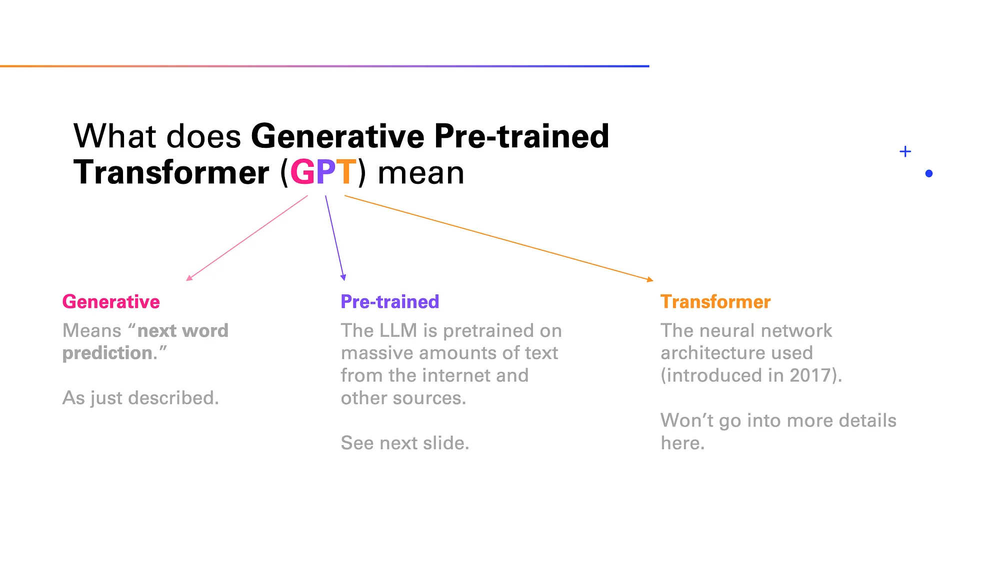 What does Generative Pre-trained
Transformer (GPT) mean
Generative
Means “next word
prediction.”
As just described.
Pre-trained
The LLM is pretrained on
massive amounts of text
from the internet and
other sources.
See next slide.
Transformer
The neural network
architecture used
(introduced in 2017).
Won’t go into more details
here.